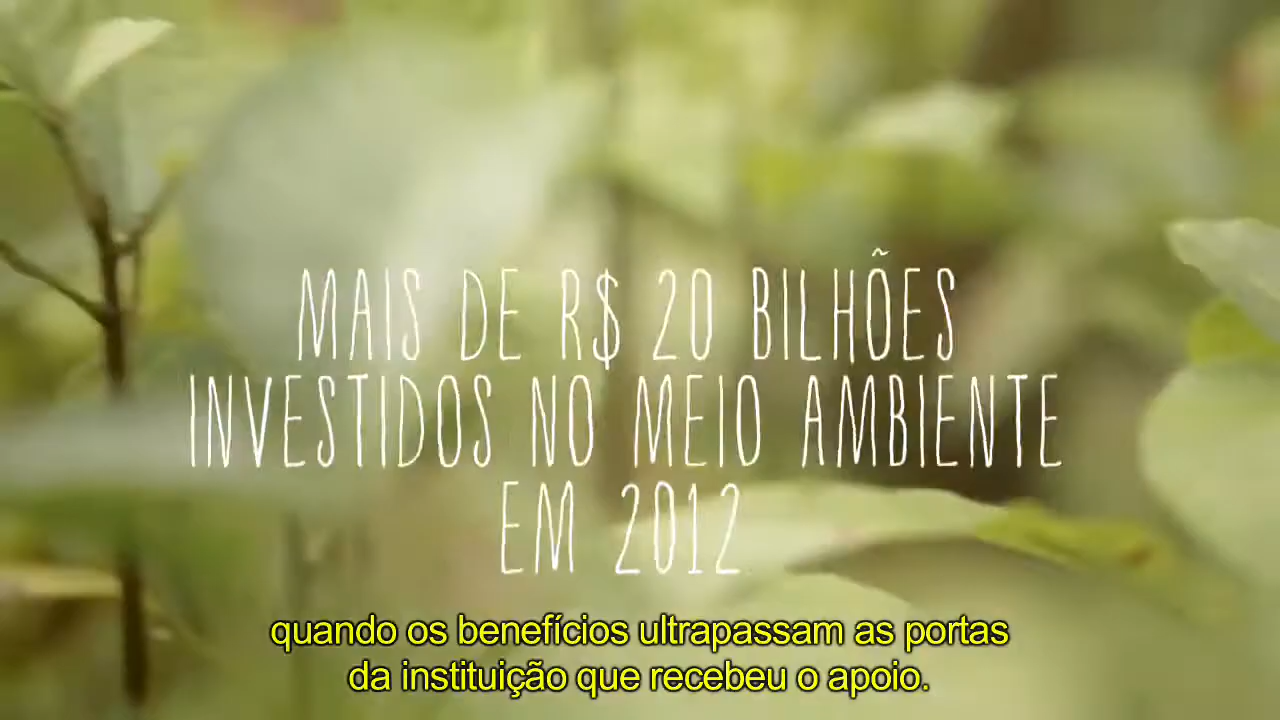 MAIS DE R$ 20 BILHÕES
INVESTIDOS NO MEIO AMBIENTE
EM 2012
quando os benefícios ultrapassam as portas
da instituição que recebeu o apoio.